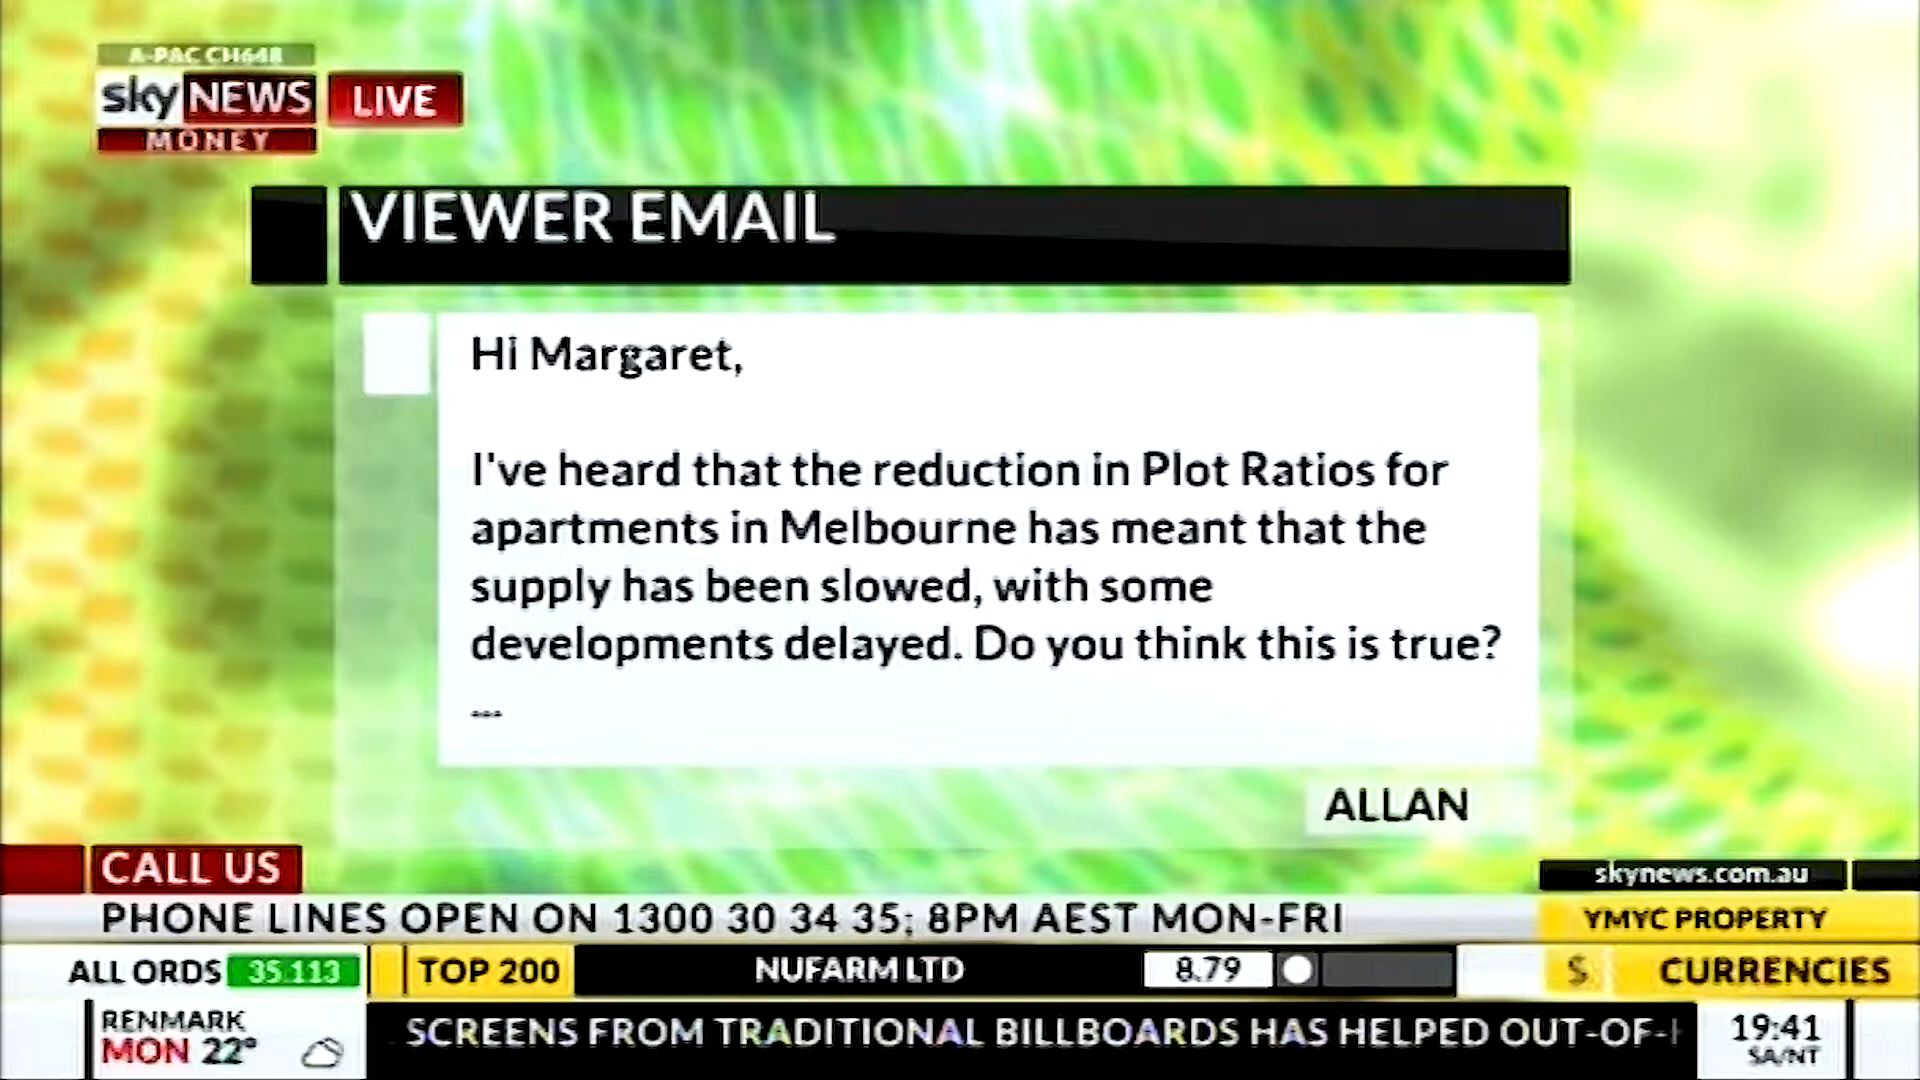 A-PAC CH648
sky NEWS LIVE
MONEY
VIEWER EMAIL
Hi Margaret,
I've heard that the reduction in Plot Ratios for
apartments in Melbourne has meant that the
supply has been slowed, with some
developments delayed. Do you think this is true?
...
ALLAN
CALL US
skynews.com.au
PHONE LINES OPEN ON 1300 30 34 35; 8PM AEST MON-FRI
YMYC PROPERTY
ALL ORDS 35.113 TOP 200 NUFARM LTD 8.79 $ CURRENCIES
RENMARK
MON 22°
SCREENS FROM TRADITIONAL BILLBOARDS HAS HELPED OUT-OF-
19:41
SA/NT